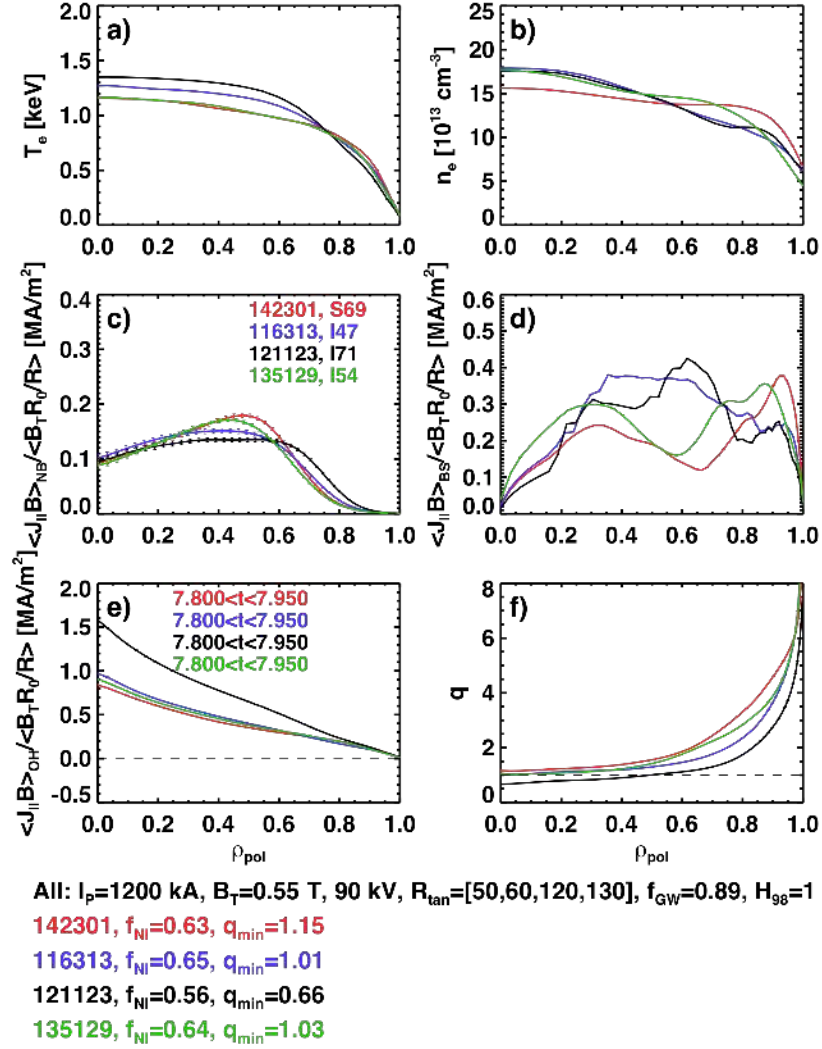 a)
T_e [keV]
2.0
1.5
1.0
0.5
0.0
0.0 0.2 0.4 0.6 0.8 1.0
b)
n_e [10^13 cm^-3]
25
20
15
10
5
0
0.0 0.2 0.4 0.6 0.8 1.0
c)
<J_||B>_NB/<B_TR_0/R> [MA/m^2]
0.4
0.3
0.2
0.1
0.0
142301, S69
116313, I47
121123, I71
135129, I54
0.0 0.2 0.4 0.6 0.8 1.0
d)
<J_||B>_BS/<B_TR_0/R> [MA/m^2]
0.6
0.5
0.4
0.3
0.2
0.1
0.0
0.0 0.2 0.4 0.6 0.8 1.0
e)
<J_||B>_OH/<B_TR_0/R> [MA/m^2]
2.0
1.5
1.0
0.5
0.0
-0.5
7.800<t<7.950
7.800<t<7.950
7.800<t<7.950
7.800<t<7.950
0.0 0.2 0.4 0.6 0.8 1.0
ρ_pol
f)
q
8
6
4
2
0
0.0 0.2 0.4 0.6 0.8 1.0
ρ_pol
All: I_P=1200 kA, B_T=0.55 T, 90 kV, R_tan=[50,60,120,130], f_GW=0.89, H_98=1
142301, f_NI=0.63, q_min=1.15
116313, f_NI=0.65, q_min=1.01
121123, f_NI=0.56, q_min=0.66
135129, f_NI=0.64, q_min=1.03